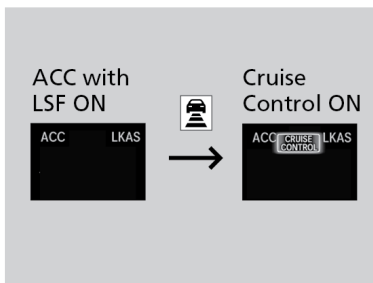 ACC with
LSF ON
Cruise
Control ON
ACC LKAS
ACC CRUISE CONTROL LKAS